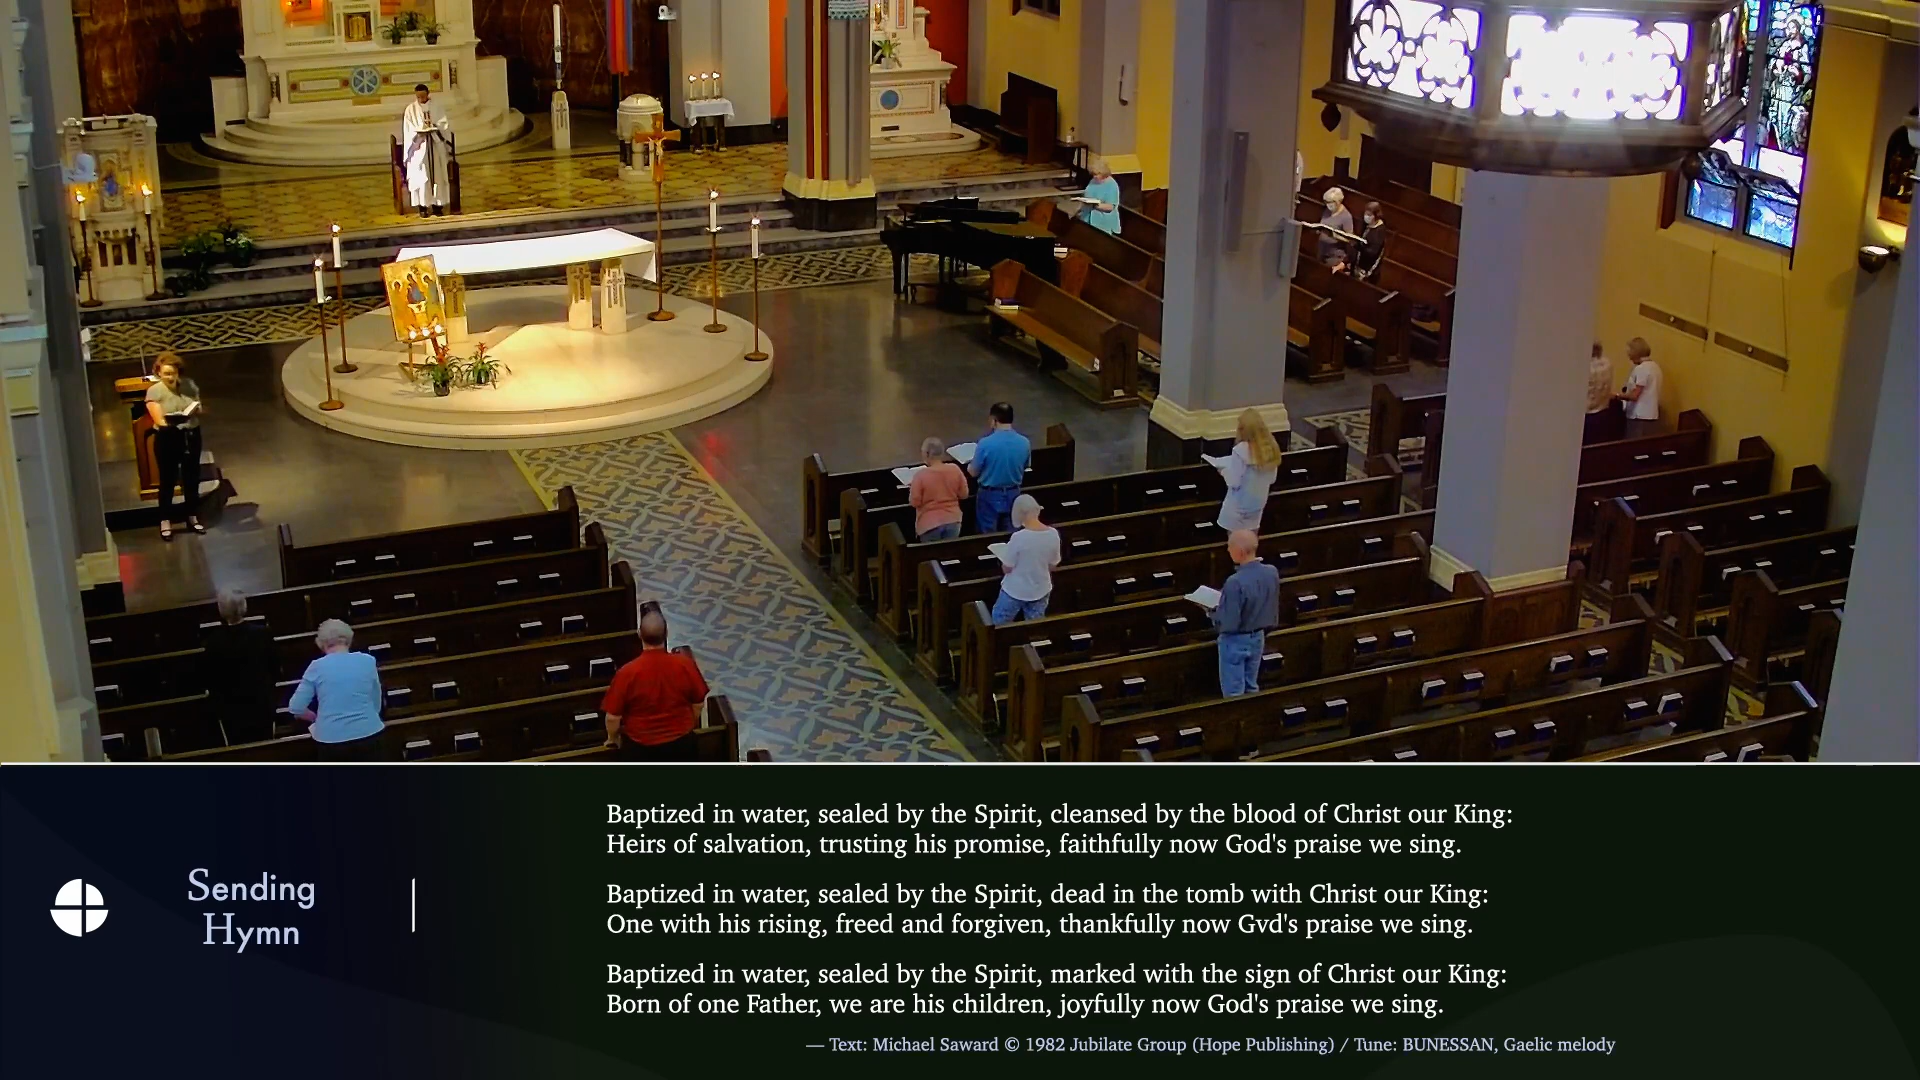 Sending
Hymn
Baptized in water, sealed by the Spirit, cleansed by the blood of Christ our King:
Heirs of salvation, trusting his promise, faithfully now God's praise we sing.
Baptized in water, sealed by the Spirit, dead in the tomb with Christ our King:
One with his rising, freed and forgiven, thankfully now Gvd's praise we sing.
Baptized in water, sealed by the Spirit, marked with the sign of Christ our King:
Born of one Father, we are his children, joyfully now God's praise we sing.
— Text: Michael Saward © 1982 Jubilate Group (Hope Publishing) / Tune: BUNESSAN, Gaelic melody